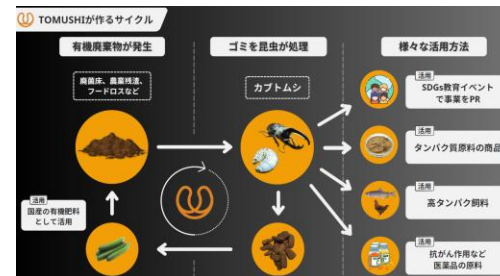 TOMUSHIが作るサイクル
有機廃棄物が発生
ゴミを昆虫が処理
様々な活用方法
廃菌床、農業残渣、
フードロスなど
カブトムシ
活用
SDGs教育イベント
で事業をPR
活用
タンパク質原料の商品
活用
高タンパク飼料
活用
抗がん作用など
医薬品の原料
活用
国産の有機肥料
として活用